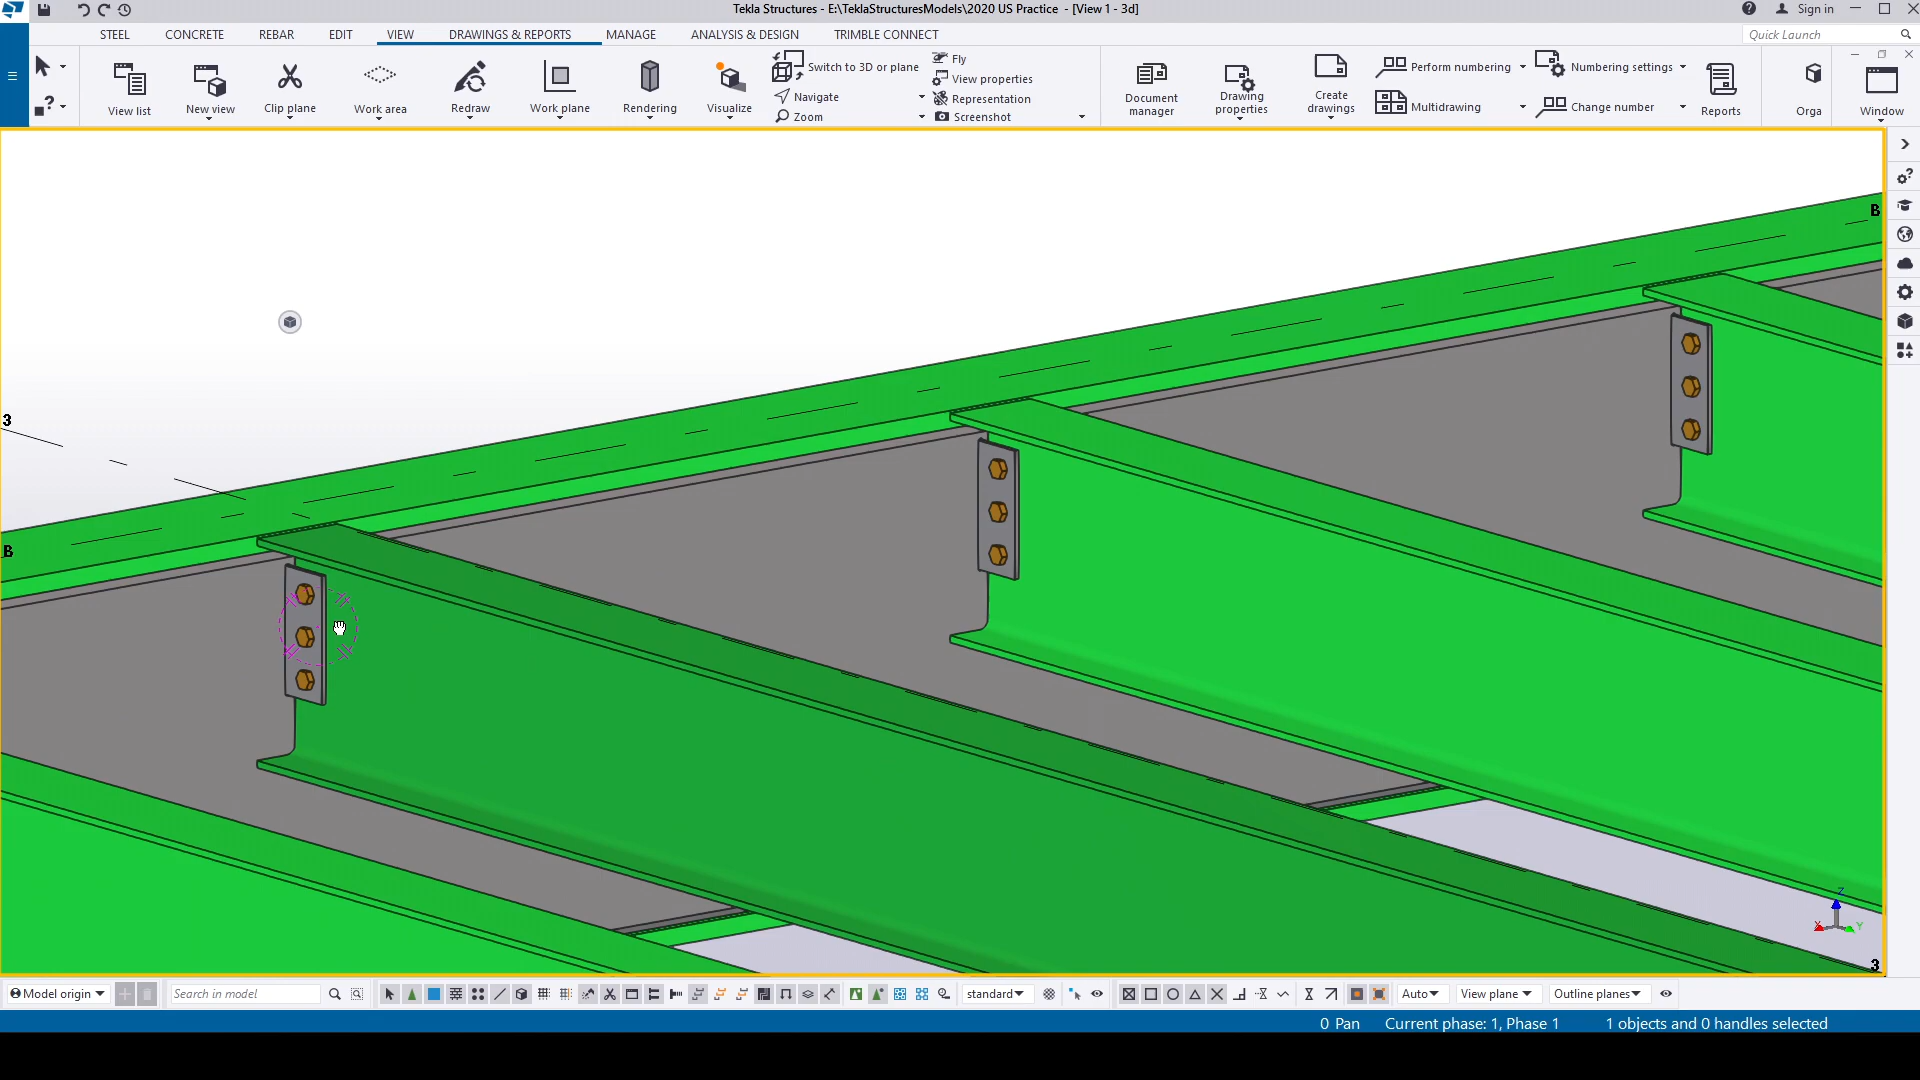 Tekla Structures - E:\TeklaStructuresModels\2020 US Practice - [View 1 - 3d]
Sign in
STEEL CONCRETE REBAR EDIT VIEW DRAWINGS & REPORTS MANAGE ANALYSIS & DESIGN TRIMBLE CONNECT
Quick Launch
View list
New view
Clip plane
Work area
Redraw
Work plane
Rendering
Visualize
Switch to 3D or plane
Navigate
Zoom
Fly
View properties
Representation
Screenshot
Document manager
Drawing properties
Create drawings
Perform numbering
Multidrawing
Numbering settings
Change number
Reports
Orga
Window
B
3
B
Z
X
Y
3
Model origin
Search in model
standard
Auto
View plane
Outline planes
0 Pan
Current phase: 1, Phase 1
1 objects and 0 handles selected